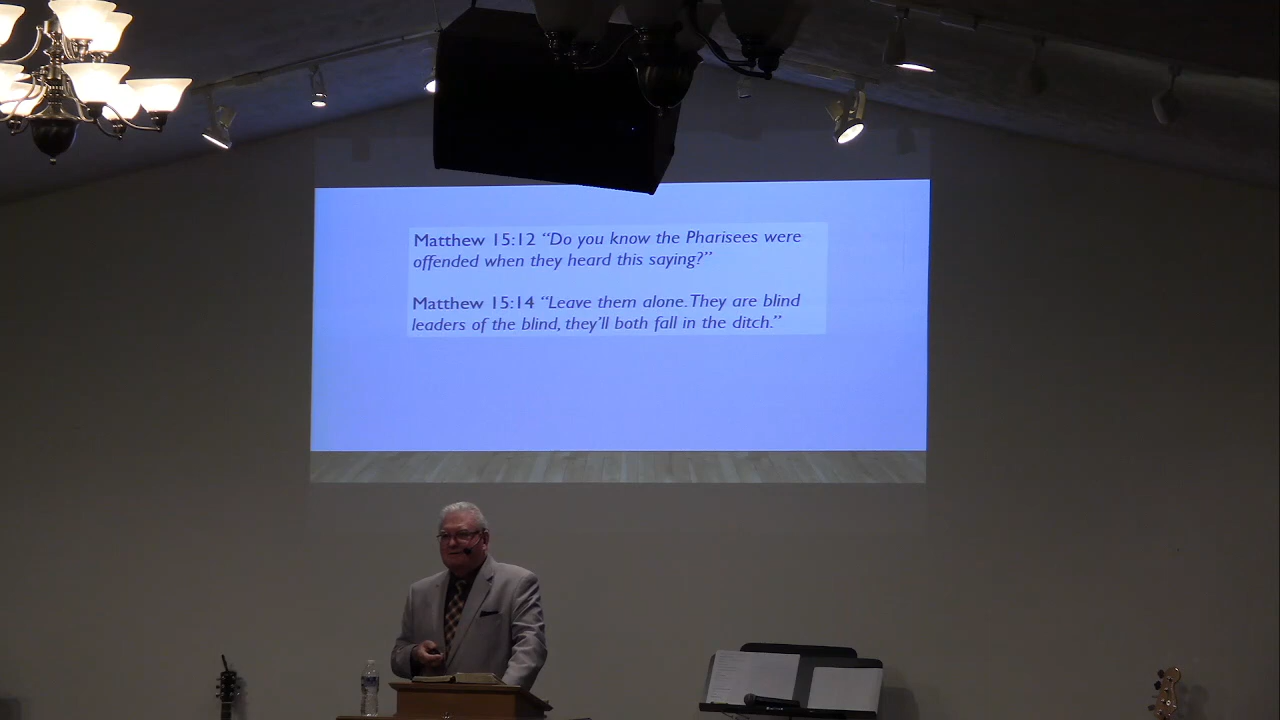 Matthew 15:12 “Do you know the Pharisees were
offended when they heard this saying?”
Matthew 15:14 “Leave them alone. They are blind
leaders of the blind, they’ll both fall in the ditch.”